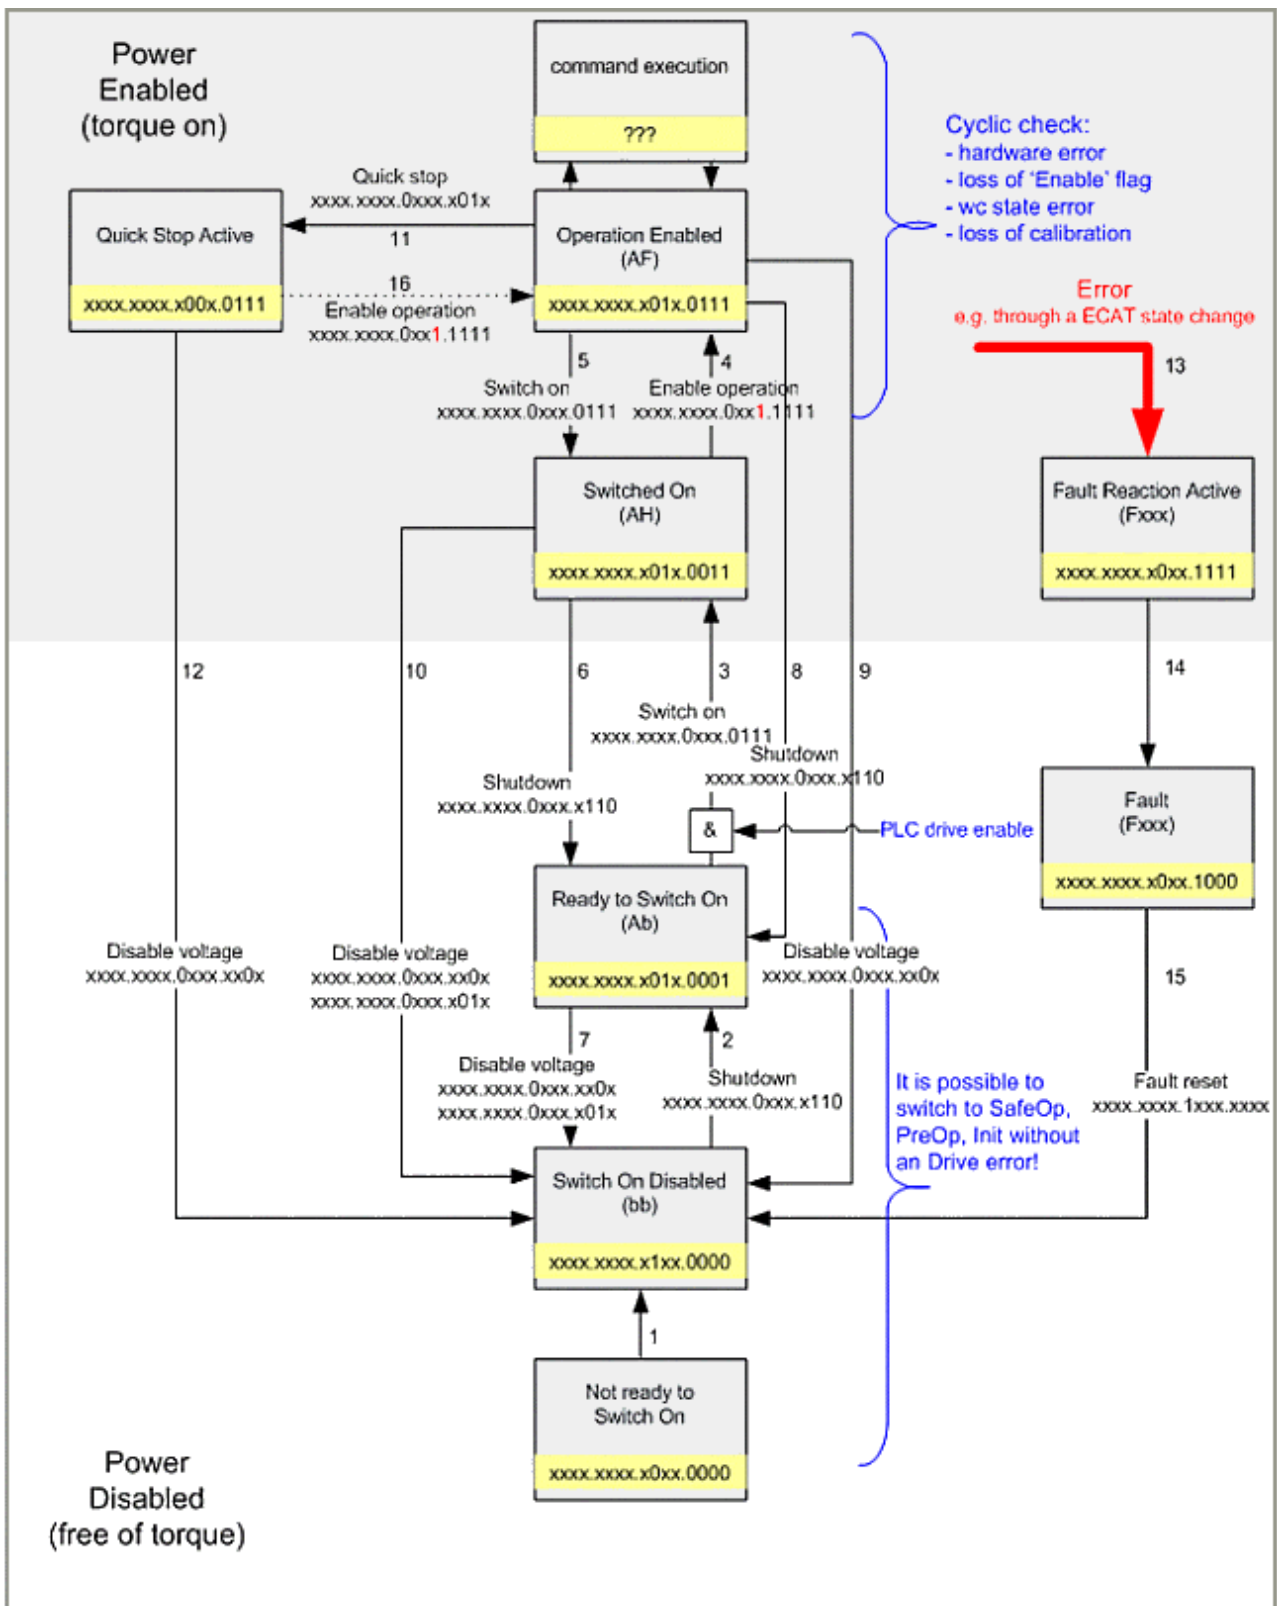 Power
Enabled
(torque on)
command execution
???
Cyclic check:
- hardware error
- loss of 'Enable' flag
- wc state error
- loss of calibration
Quick stop
xxxx.xxxx.0xxx.x01x
11
Quick Stop Active
xxxx.xxxx.x00x.0111
Operation Enabled
(AF)
xxxx.xxxx.x01x.0111
16
Enable operation
xxxx.xxxx.0xx1.1111
Error
e.g. through a ECAT state change
13
5
Switch on
xxxx.xxxx.0xxx.0111
4
Enable operation
xxxx.xxxx.0xx1.1111
Switched On
(AH)
xxxx.xxxx.x01x.0011
Fault Reaction Active
(Fxxx)
xxxx.xxxx.x0xx.1111
12
10
6
3
8
9
14
Switch on
xxxx.xxxx.0xxx.0111
Shutdown
xxxx.xxxx.0xxx.x110
Shutdown
xxxx.xxxx.0xxx.x110
&
PLC drive enable
Fault
(Fxxx)
xxxx.xxxx.x0xx.1000
Ready to Switch On
(Ab)
xxxx.xxxx.x01x.0001
Disable voltage
xxxx.xxxx.0xxx.xx0x
Disable voltage
xxxx.xxxx.0xxx.xx0x
xxxx.xxxx.0xxx.x01x
Disable voltage
xxxx.xxxx.0xxx.xx0x
15
7
Disable voltage
xxxx.xxxx.0xxx.xx0x
xxxx.xxxx.0xxx.x01x
2
Shutdown
xxxx.xxxx.0xxx.x110
It is possible to
switch to SafeOp,
PreOp, Init without
an Drive error!
Fault reset
xxxx.xxxx.1xxx.xxxx
Switch On Disabled
(bb)
xxxx.xxxx.x1xx.0000
1
Not ready to
Switch On
xxxx.xxxx.x0xx.0000
Power
Disabled
(free of torque)